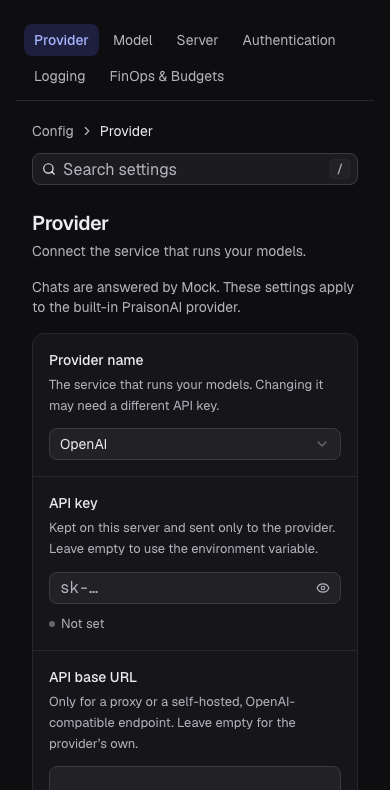 Provider Model Server Authentication
Logging FinOps & Budgets
Config > Provider
Search settings /
Provider
Connect the service that runs your models.
Chats are answered by Mock. These settings apply
to the built-in PraisonAI provider.
Provider name
The service that runs your models. Changing it
may need a different API key.
OpenAI
API key
Kept on this server and sent only to the provider.
Leave empty to use the environment variable.
sk-…
Not set
API base URL
Only for a proxy or a self-hosted, OpenAI-
compatible endpoint. Leave empty for the
provider's own.